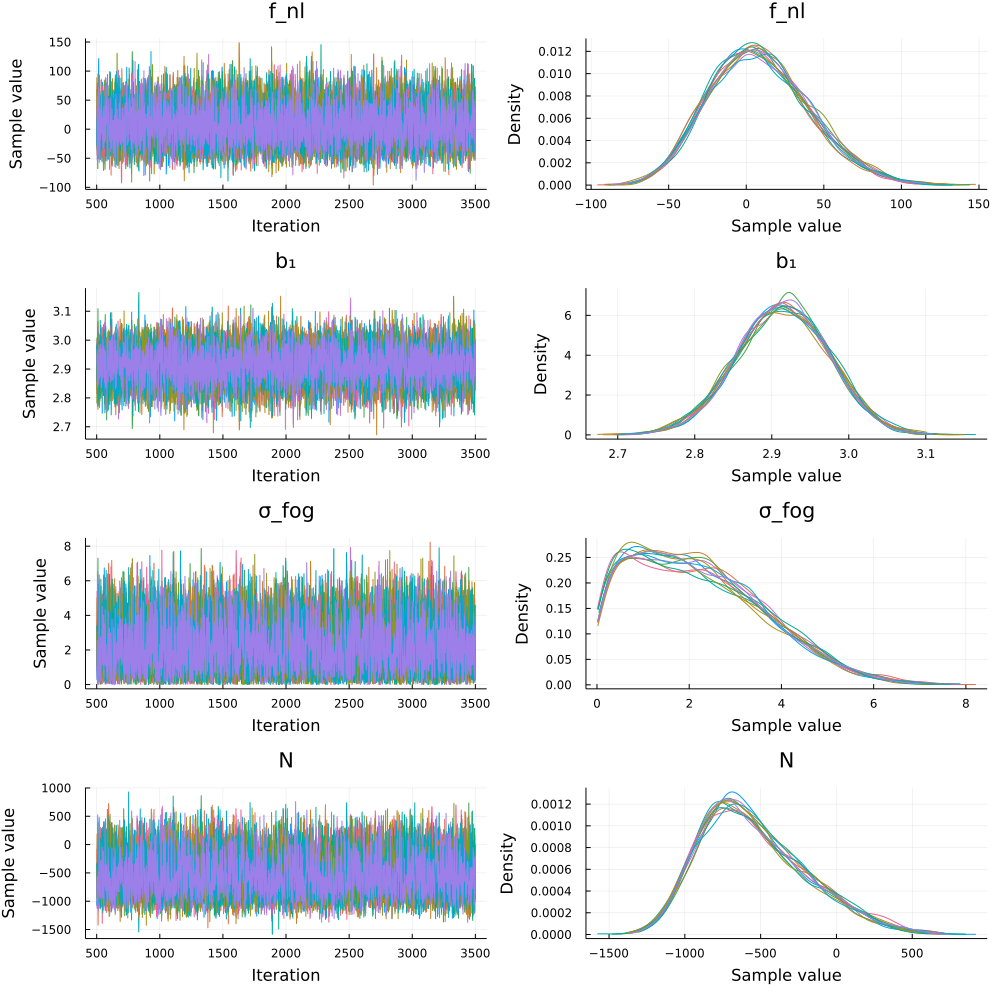 f_nl
f_nl
Sample value
150
100
50
0
−50
−100
500 1000 1500 2000 2500 3000 3500
Iteration
Density
0.012
0.010
0.008
0.006
0.004
0.002
0.000
−100 −50 0 50 100 150
Sample value
b₁
b₁
Sample value
3.1
3.0
2.9
2.8
2.7
500 1000 1500 2000 2500 3000 3500
Iteration
Density
6
4
2
0
2.7 2.8 2.9 3.0 3.1
Sample value
σ_fog
σ_fog
Sample value
8
6
4
2
0
500 1000 1500 2000 2500 3000 3500
Iteration
Density
0.25
0.20
0.15
0.10
0.05
0.00
0 2 4 6 8
Sample value
N
N
Sample value
1000
500
0
−500
−1000
−1500
500 1000 1500 2000 2500 3000 3500
Iteration
Density
0.0012
0.0010
0.0008
0.0006
0.0004
0.0002
0.0000
−1500 −1000 −500 0 500
Sample value